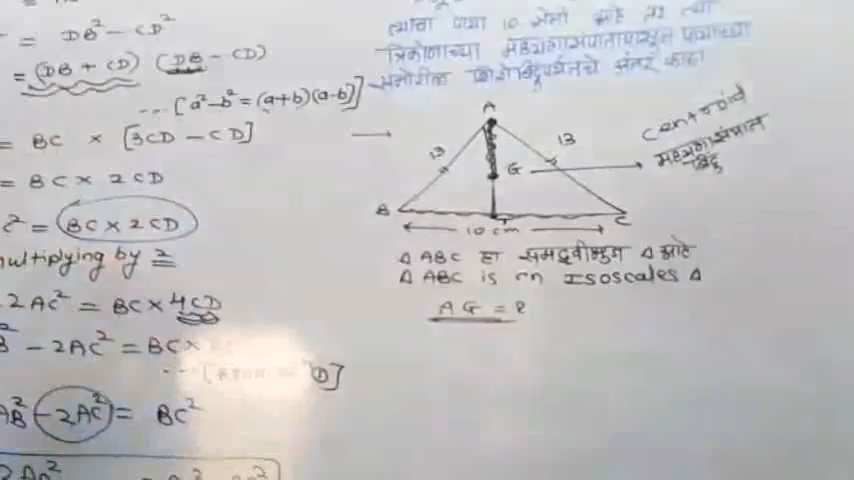 = DB² - CD²
= (DB + CD) (DB - CD)
... [a²-b² = (a+b)(a-b)]
= BC × [3CD - CD]
= BC × 2CD
= BC × 2CD
multiplying by 2
2AC² = BC × 4CD
- 2AC² = BC ×
- 2AC² = BC²
त्याचा पाया 10 सेमी आहे तर त्या
त्रिकोणाच्या मध्यगासंपातापासून पायाच्या
समोरील शिरोबिंदूपर्यंतचे अंतर काढा
A
13
13
G
B
C
10 cm
centroid
मध्यगासंपात
बिंदू
Δ ABC हा समद्विभुज Δ आहे
Δ ABC is an Isoscales Δ
AG = ?